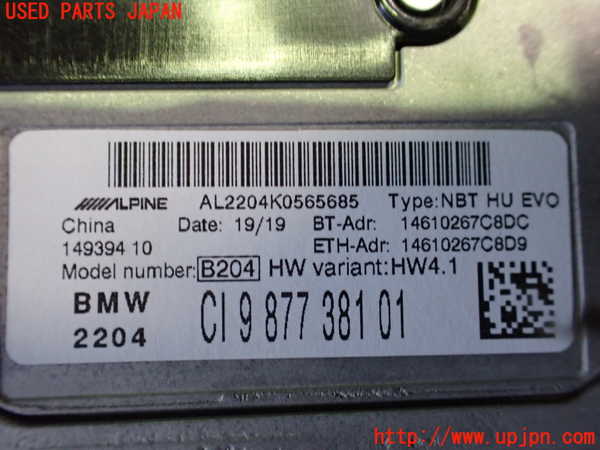 USED PARTS JAPAN
ALPINE AL2204K0565685 Type:NBT HU EVO
China Date: 19/19 BT-Adr: 14610267C8DC
149394 10 ETH-Adr: 14610267C8D9
Model number: B204 HW variant:HW4.1
BMW CI 9 877 381 01
2204
http://www.upjpn.com/